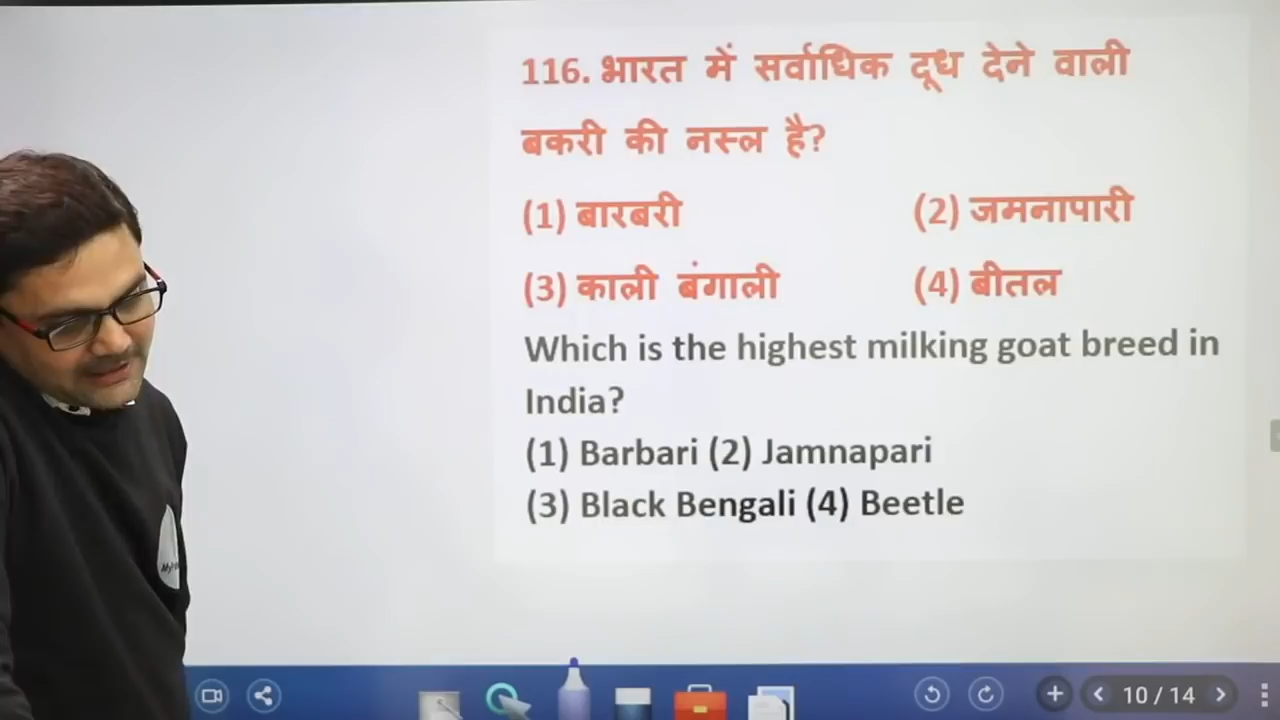 116. भारत में सर्वाधिक दूध देने वाली
बकरी की नस्ल है?
(1) बारबरी (2) जमनापारी
(3) काली बंगाली (4) बीतल
Which is the highest milking goat breed in
India?
(1) Barbari (2) Jamnapari
(3) Black Bengali (4) Beetle
10 / 14